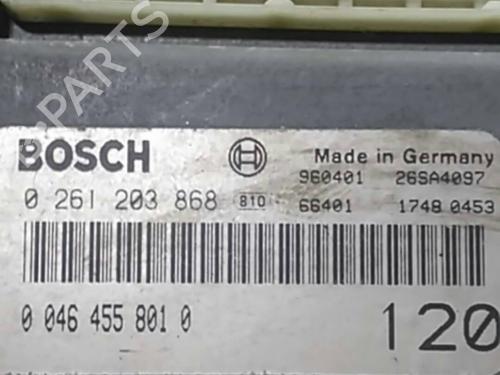 PARTS
BOSCH Made in Germany
960401 26SA4097
0 261 203 868 810 66401 1748 0453
0 046 455 801 0 120